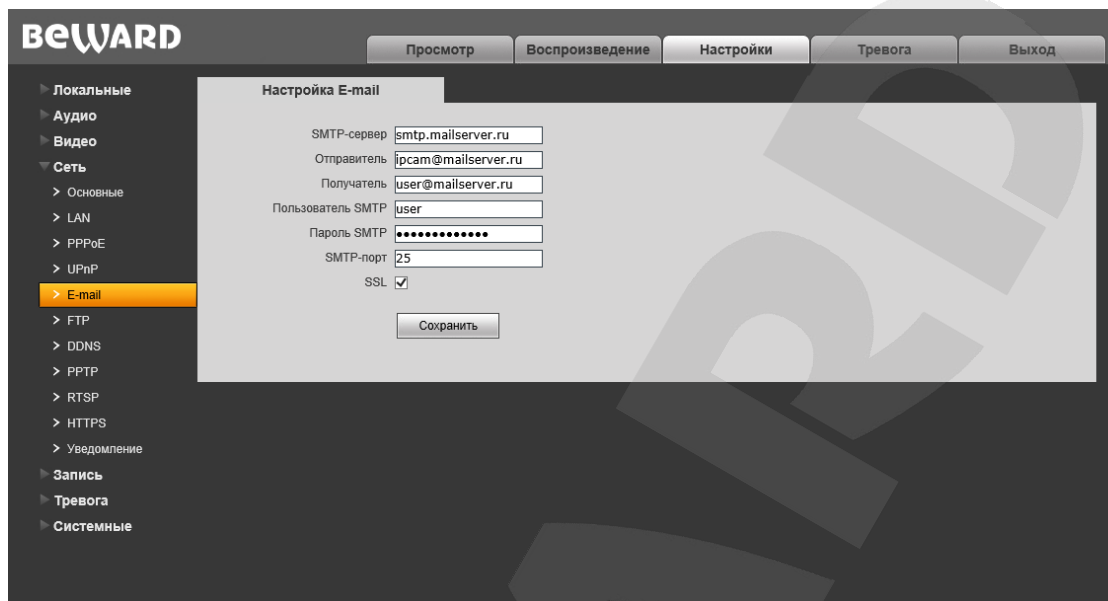 BEWARD
Просмотр
Воспроизведение
Настройки
Тревога
Выход
Локальные
Аудио
Видео
Сеть
> Основные
> LAN
> PPPoE
> UPnP
> E-mail
> FTP
> DDNS
> PPTP
> RTSP
> HTTPS
> Уведомление
Запись
Тревога
Системные
Настройка E-mail
SMTP-сервер smtp.mailserver.ru
Отправитель ipcam@mailserver.ru
Получатель user@mailserver.ru
Пользователь SMTP user
Пароль SMTP •••••••••••••
SMTP-порт 25
SSL
Сохранить